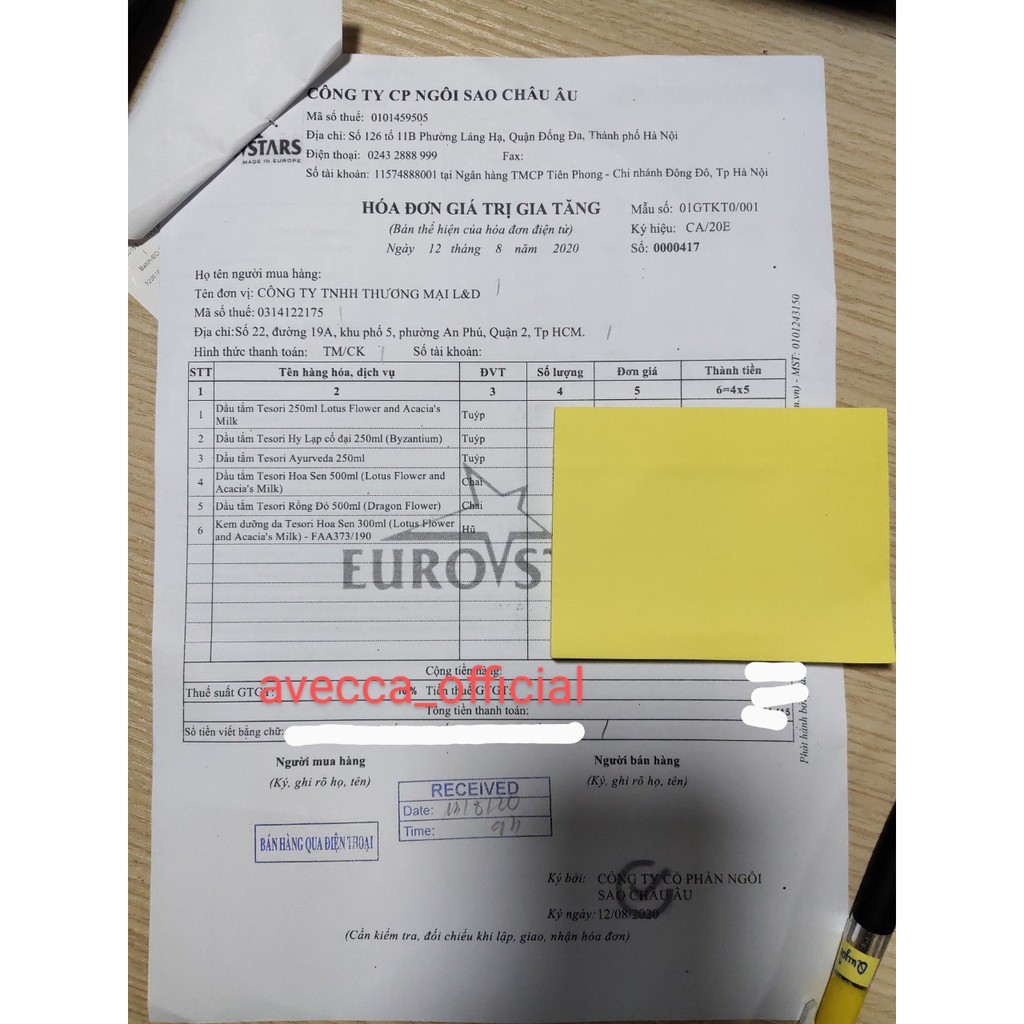 CÔNG TY CP NGÔI SAO CHÂU ÂU
Mã số thuế: 0101459505
Địa chỉ: Số 126 tổ 11B Phường Láng Hạ, Quận Đống Đa, Thành phố Hà Nội
STARS
MADE IN EUROPE
Điện thoại: 0243 2888 999 Fax:
Số tài khoản: 11574888001 tại Ngân hàng TMCP Tiên Phong - Chi nhánh Đông Đô, Tp Hà Nội
HÓA ĐƠN GIÁ TRỊ GIA TĂNG
(Bản thể hiện của hóa đơn điện tử)
Ngày 12 tháng 8 năm 2020
Mẫu số: 01GTKT0/001
Ký hiệu: CA/20E
Số: 0000417
Họ tên người mua hàng:
Tên đơn vị: CÔNG TY TNHH THƯƠNG MẠI L&D
Mã số thuế: 0314122175
Địa chỉ:Số 22, đường 19A, khu phố 5, phường An Phú, Quận 2, Tp HCM.
Hình thức thanh toán: TM/CK Số tài khoản:
STT Tên hàng hóa, dịch vụ ĐVT Số lượng Đơn giá Thành tiền
1 2 3 4 5 6=4x5
1 Dầu tắm Tesori 250ml Lotus Flower and Acacia's Milk Tuýp
2 Dầu tắm Tesori Hy Lạp cổ đại 250ml (Byzantium) Tuýp
3 Dầu tắm Tesori Ayurveda 250ml Tuýp
4 Dầu tắm Tesori Hoa Sen 500ml (Lotus Flower and Acacia's Milk) Chai
5 Dầu tắm Tesori Rồng Đỏ 500ml (Dragon Flower) Chai
6 Kem dưỡng da Tesori Hoa Sen 300ml (Lotus Flower and Acacia's Milk) - FAA373/190 Hũ
EURO ST
Cộng tiền hàng:
avecca_official
Thuế suất GTGT: 10% Tiền thuế GTGT:
Tổng tiền thanh toán:
Số tiền viết bằng chữ:
- MST: 0101243150
Phát hành bởi
Người mua hàng
(Ký, ghi rõ họ, tên)
Người bán hàng
(Ký, ghi rõ họ, tên)
RECEIVED
Date:
Time: 9h
BÁN HÀNG QUA ĐIỆN THOẠI
Ký bởi: CÔNG TY CỔ PHẦN NGÔI SAO CHÂU ÂU
Ký ngày: 12/08/2020
(Cần kiểm tra, đối chiếu khi lập, giao, nhận hóa đơn)